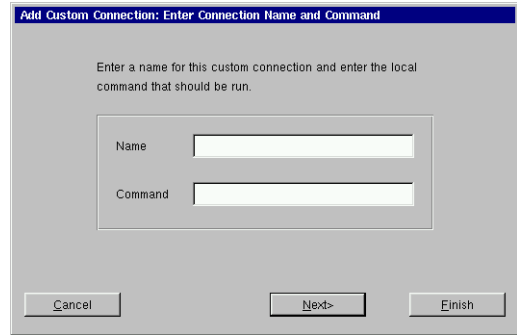 Add Custom Connection: Enter Connection Name and Command
Enter a name for this custom connection and enter the local
command that should be run.
Name
Command
Cancel
Next>
Finish